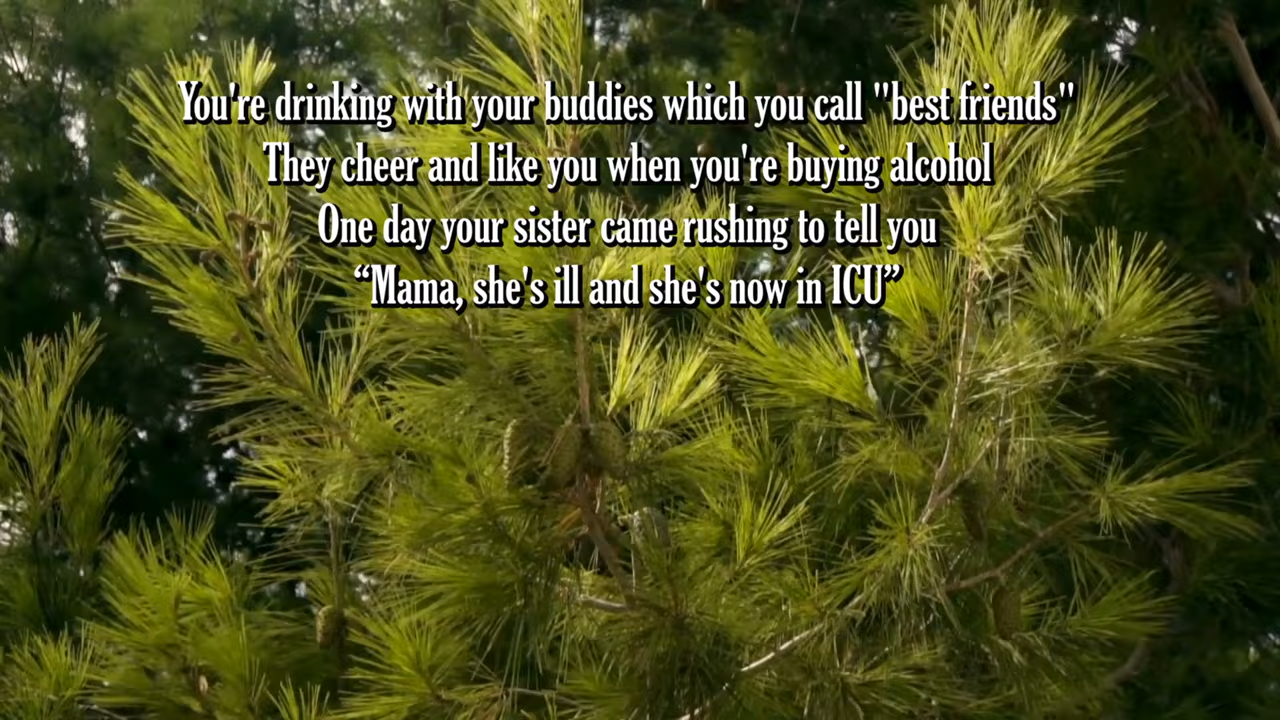 You're drinking with your buddies which you call "best friends"
They cheer and like you when you're buying alcohol
One day your sister came rushing to tell you
“Mama, she's ill and she's now in ICU”